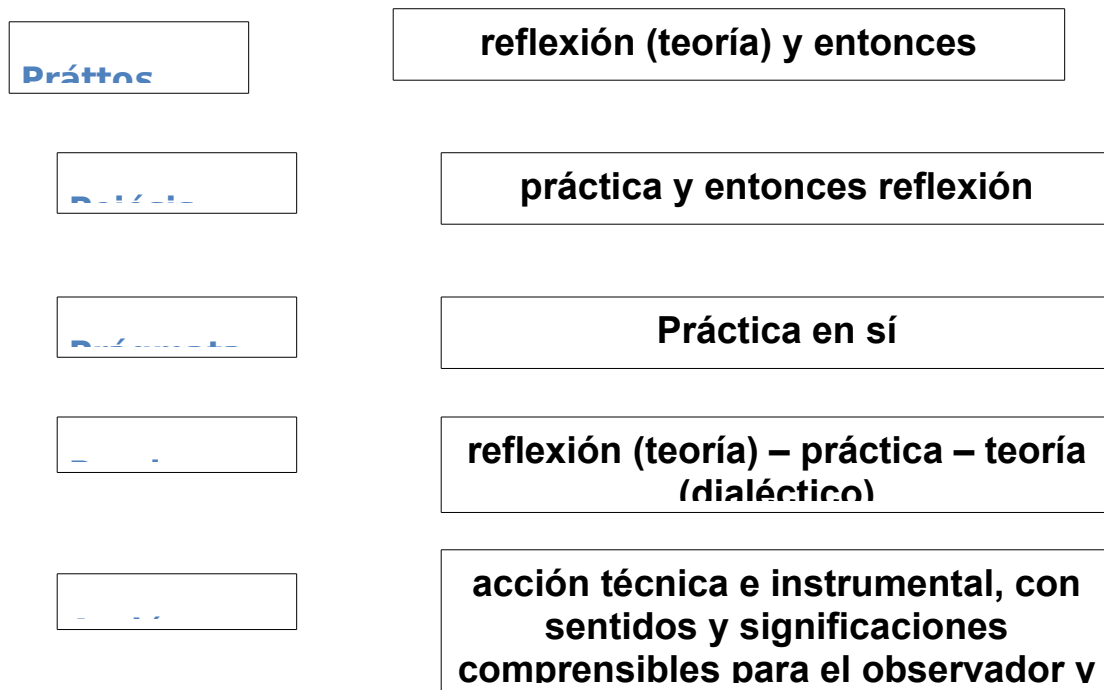 Práttos
reflexión (teoría) y entonces
práctica y entonces reflexión
Práctica en sí
reflexión (teoría) – práctica – teoría
(dialéctico)
acción técnica e instrumental, con
sentidos y significaciones
comprensibles para el observador y